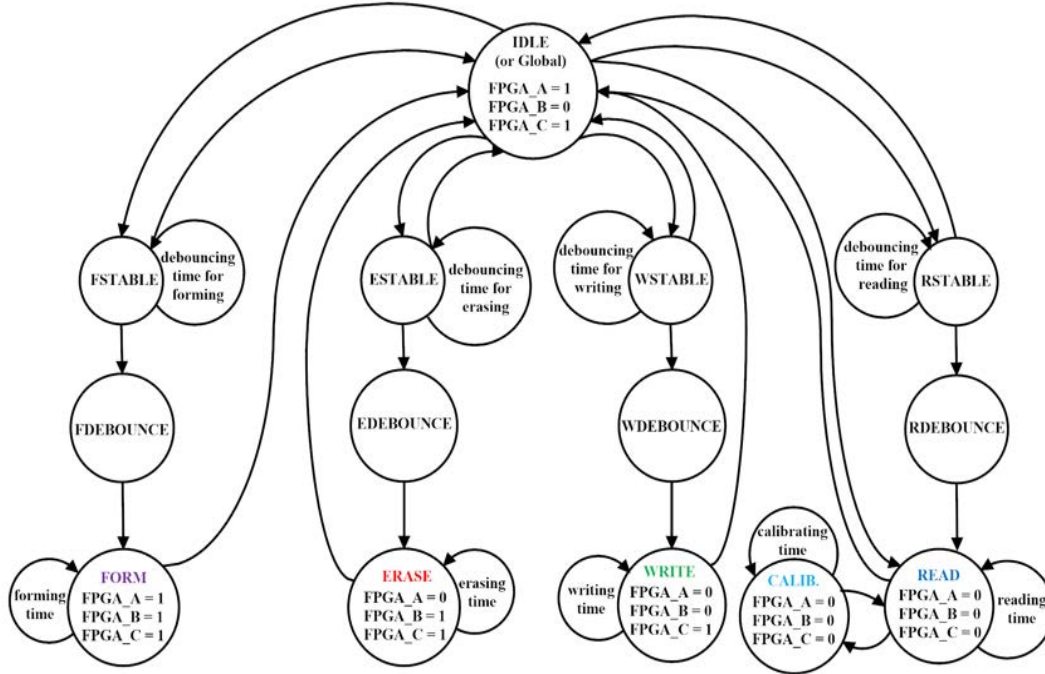 IDLE
(or Global)
FPGA_A = 1
FPGA_B = 0
FPGA_C = 1
FSTABLE
debouncing
time for
forming
ESTABLE
debouncing
time for
erasing
debouncing
time for
writing
WSTABLE
debouncing
time for
reading
RSTABLE
FDEBOUNCE
EDEBOUNCE
WDEBOUNCE
RDEBOUNCE
forming
time
FORM
FPGA_A = 1
FPGA_B = 1
FPGA_C = 1
ERASE
FPGA_A = 0
FPGA_B = 1
FPGA_C = 1
erasing
time
writing
time
WRITE
FPGA_A = 0
FPGA_B = 0
FPGA_C = 1
calibrating
time
CALIB.
FPGA_A = 0
FPGA_B = 0
FPGA_C = 0
READ
FPGA_A = 0
FPGA_B = 0
FPGA_C = 0
reading
time